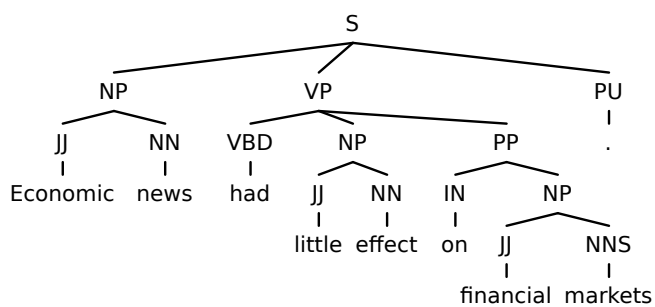 S
NP VP PU
JJ NN VBD NP PP .
Economic news had JJ NN IN NP
little effect on JJ NNS
financial markets